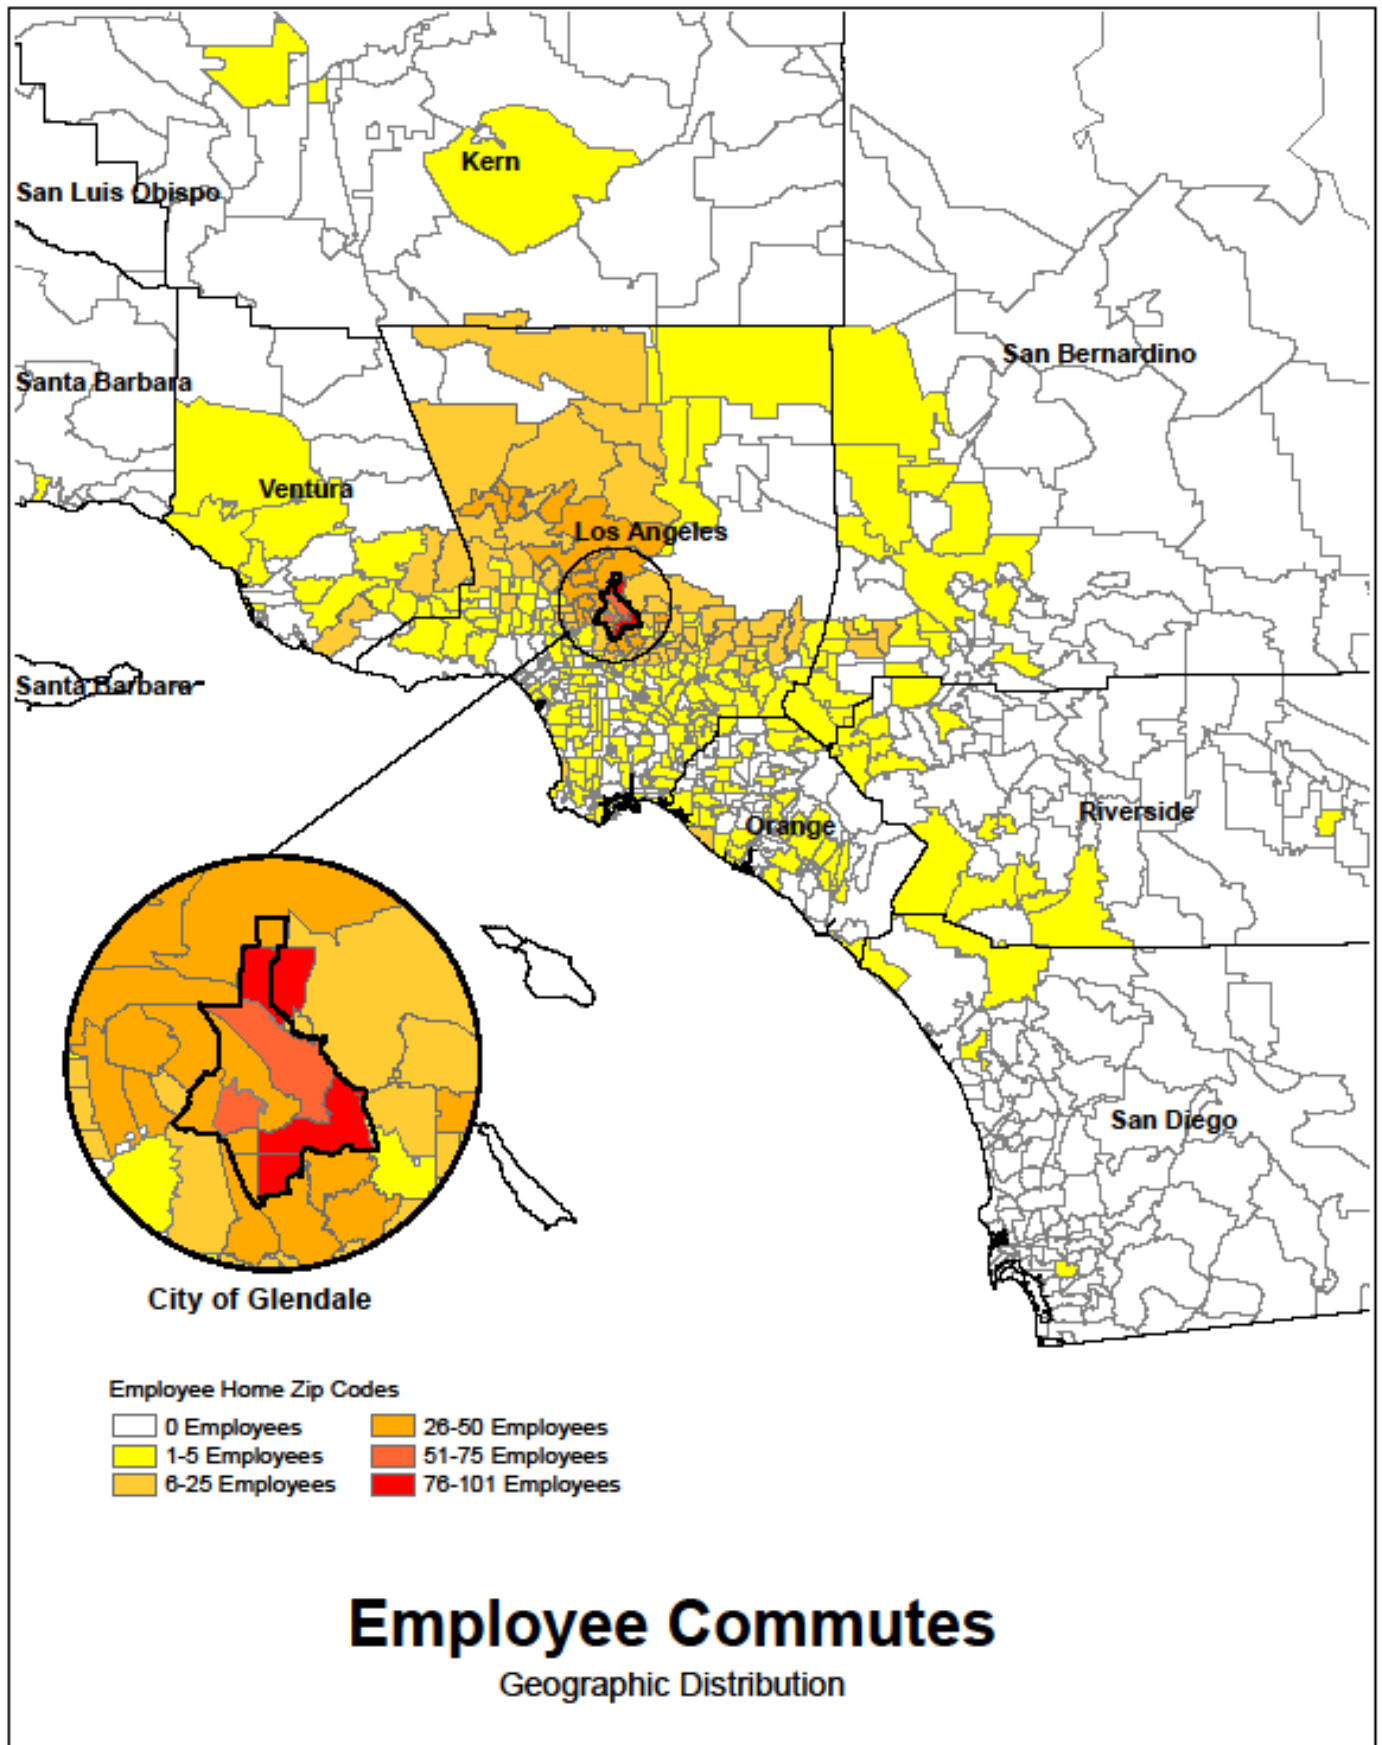 Kern
San Luis Obispo
San Bernardino
Santa Barbara
Ventura
Los Angeles
Santa Barbara
Riverside
Orange
San Diego
City of Glendale
Employee Home Zip Codes
0 Employees
26-50 Employees
1-5 Employees
51-75 Employees
6-25 Employees
76-101 Employees
Employee Commutes
Geographic Distribution